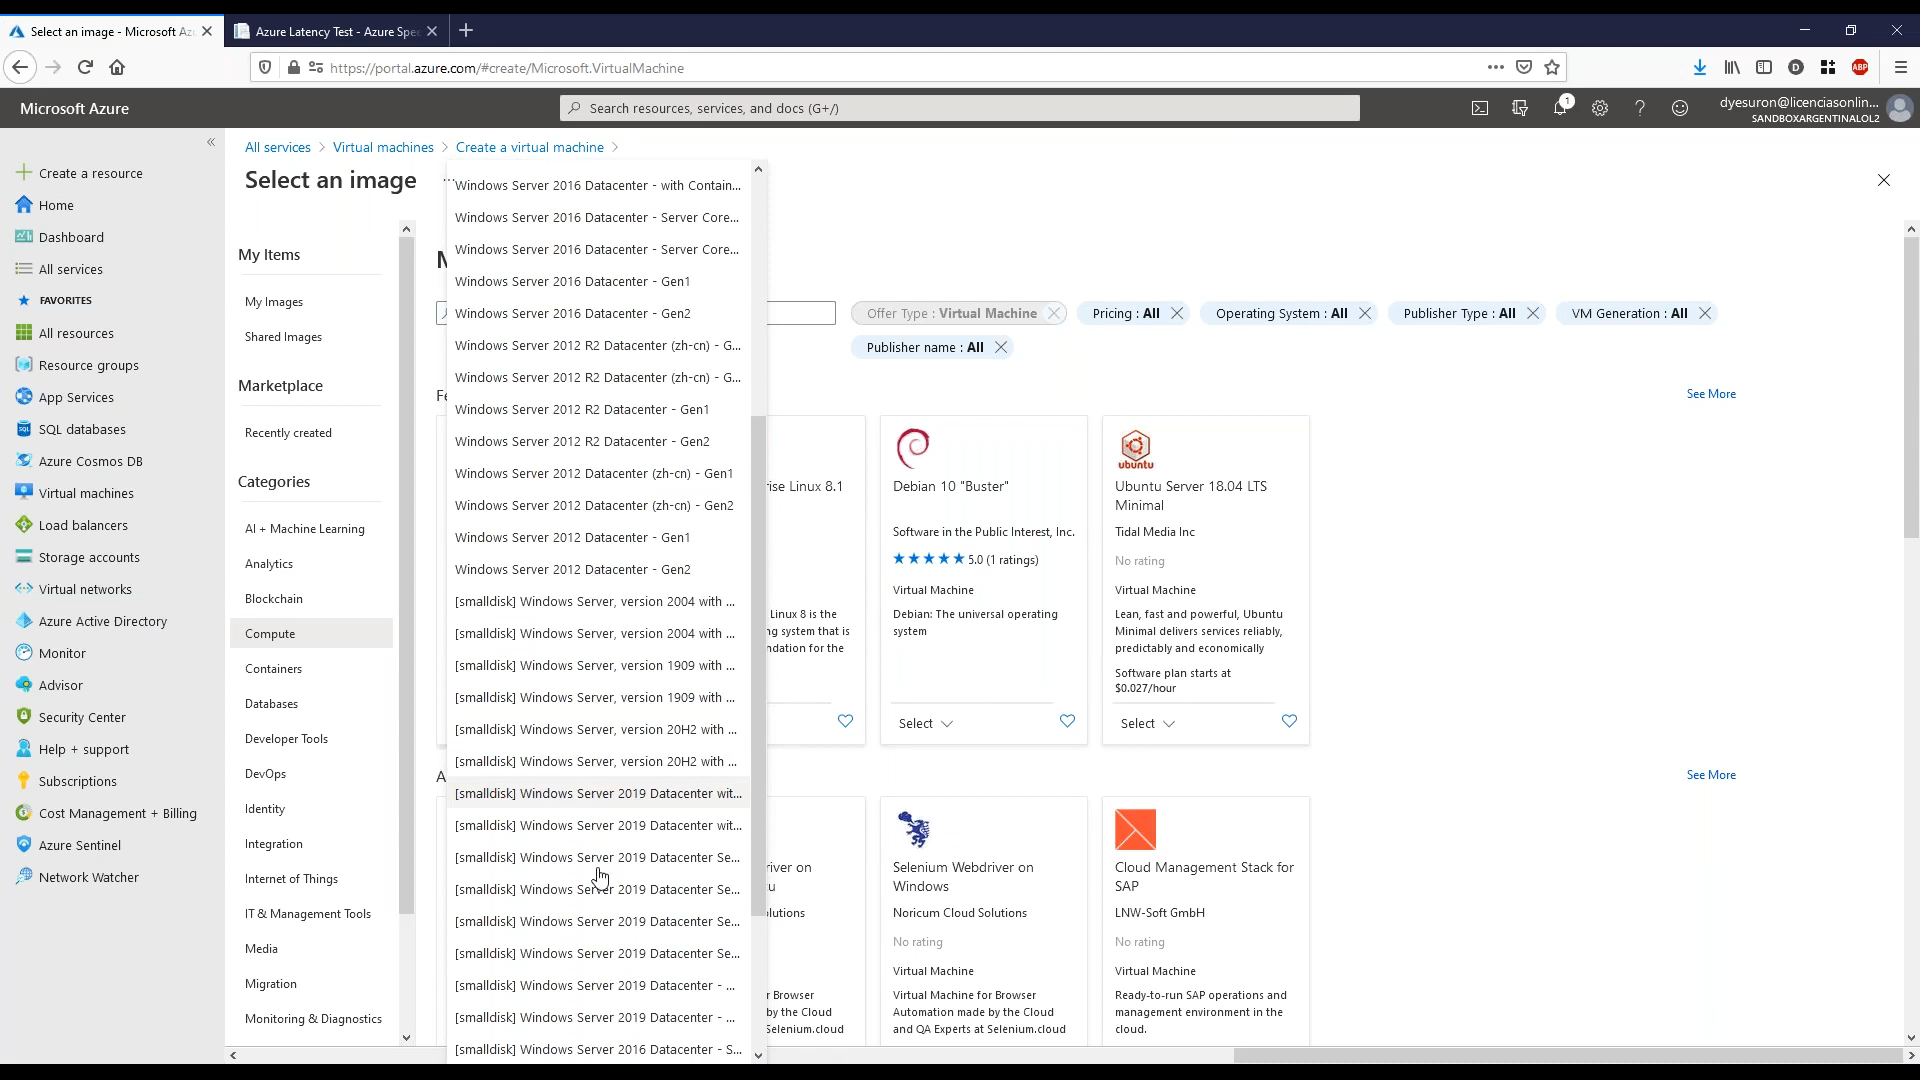 Select an image - Microsoft Az
Azure Latency Test - Azure Spe
https://portal.azure.com/#create/Microsoft.VirtualMachine
D
ABP
Microsoft Azure
Search resources, services, and docs (G+/)
1
dyesuron@licenciasonlin...
SANDBOXARGENTINALOL2
Create a resource
Home
Dashboard
All services
FAVORITES
All resources
Resource groups
App Services
SQL databases
Azure Cosmos DB
Virtual machines
Load balancers
Storage accounts
Virtual networks
Azure Active Directory
Monitor
Advisor
Security Center
Help + support
Subscriptions
Cost Management + Billing
Azure Sentinel
Network Watcher
All services > Virtual machines > Create a virtual machine >
Select an image ...
My Items
My Images
Shared Images
Marketplace
Recently created
Categories
AI + Machine Learning
Analytics
Blockchain
Compute
Containers
Databases
Developer Tools
DevOps
Identity
Integration
Internet of Things
IT & Management Tools
Media
Migration
Monitoring & Diagnostics
Windows Server 2016 Datacenter - with Contain...
Windows Server 2016 Datacenter - Server Core...
Windows Server 2016 Datacenter - Server Core...
Windows Server 2016 Datacenter - Gen1
Windows Server 2016 Datacenter - Gen2
Windows Server 2012 R2 Datacenter (zh-cn) - G...
Windows Server 2012 R2 Datacenter (zh-cn) - G...
Windows Server 2012 R2 Datacenter - Gen1
Windows Server 2012 R2 Datacenter - Gen2
Windows Server 2012 Datacenter (zh-cn) - Gen1
Windows Server 2012 Datacenter (zh-cn) - Gen2
Windows Server 2012 Datacenter - Gen1
Windows Server 2012 Datacenter - Gen2
[smalldisk] Windows Server, version 2004 with ...
[smalldisk] Windows Server, version 2004 with ...
[smalldisk] Windows Server, version 1909 with ...
[smalldisk] Windows Server, version 1909 with ...
[smalldisk] Windows Server, version 20H2 with ...
[smalldisk] Windows Server, version 20H2 with ...
[smalldisk] Windows Server 2019 Datacenter wit...
[smalldisk] Windows Server 2019 Datacenter wit...
[smalldisk] Windows Server 2019 Datacenter Se...
[smalldisk] Windows Server 2019 Datacenter Se...
[smalldisk] Windows Server 2019 Datacenter Se...
[smalldisk] Windows Server 2019 Datacenter Se...
[smalldisk] Windows Server 2019 Datacenter - ...
[smalldisk] Windows Server 2019 Datacenter - ...
[smalldisk] Windows Server 2016 Datacenter - S...
Offer Type : Virtual Machine
Pricing : All
Operating System : All
Publisher Type : All
VM Generation : All
Publisher name : All
See More
rise Linux 8.1
Linux 8 is the
ng system that is
ndation for the
Debian 10 "Buster"
Software in the Public Interest, Inc.
5.0 (1 ratings)
Virtual Machine
Debian: The universal operating
system
Select
ubuntu
Ubuntu Server 18.04 LTS
Minimal
Tidal Media Inc
No rating
Virtual Machine
Lean, fast and powerful, Ubuntu
Minimal delivers services reliably,
predictably and economically
Software plan starts at
$0.027/hour
Select
A
See More
river on
u
olutions
r Browser
by the Cloud
Selenium.cloud
Selenium Webdriver on
Windows
Noricum Cloud Solutions
No rating
Virtual Machine
Virtual Machine for Browser
Automation made by the Cloud
and QA Experts at Selenium.cloud
Cloud Management Stack for
SAP
LNW-Soft GmbH
No rating
Virtual Machine
Ready-to-run SAP operations and
management environment in the
cloud.